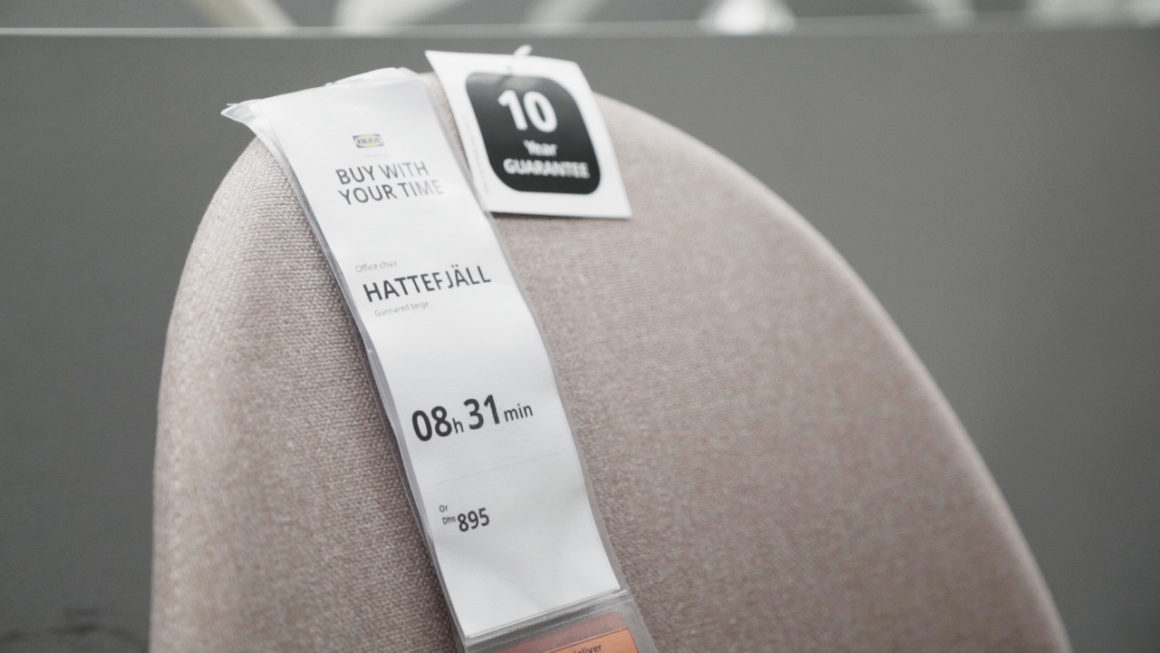 IKEA
BUY WITH
YOUR TIME
Office chair
HATTEFJÄLL
Gunnared beige
08h 31min
Or
Dhs 895
10
Year
GUARANTEE